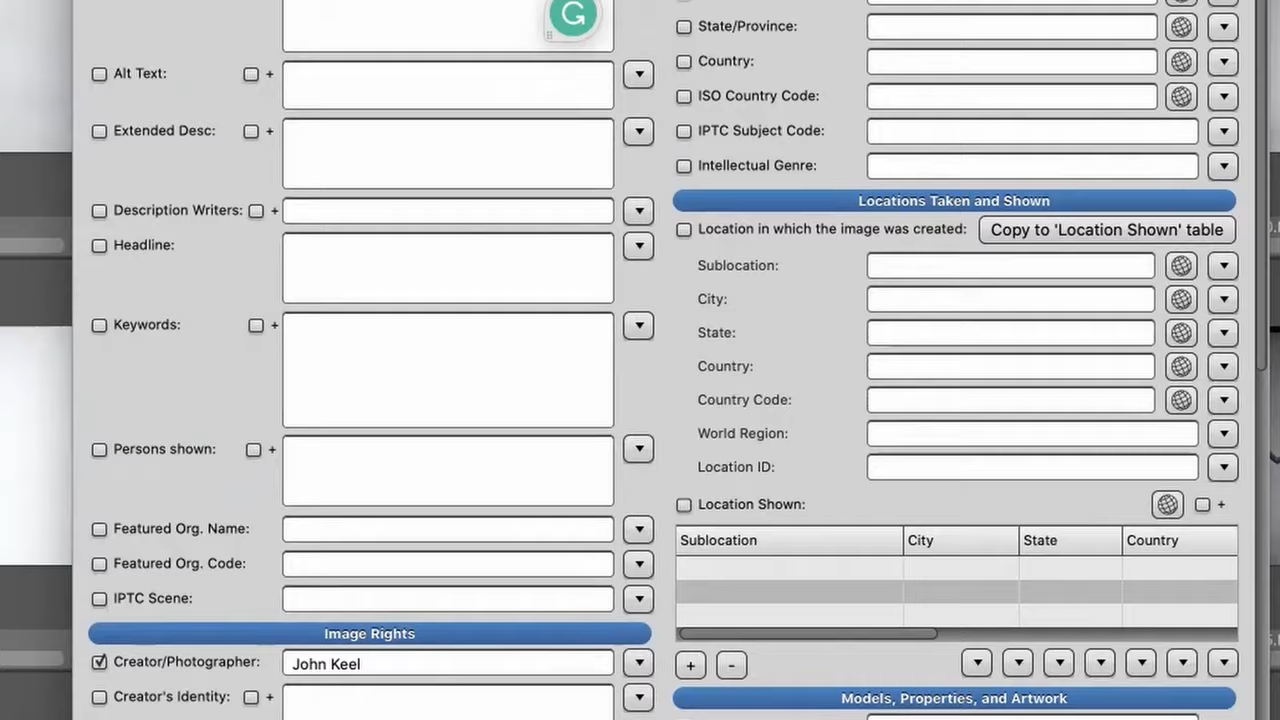 Alt Text: +
Extended Desc: +
Description Writers: +
Headline:
Keywords: +
Persons shown: +
Featured Org. Name:
Featured Org. Code:
IPTC Scene:
Image Rights
Creator/Photographer: John Keel
Creator's Identity: +
State/Province:
Country:
ISO Country Code:
IPTC Subject Code:
Intellectual Genre:
Locations Taken and Shown
Location in which the image was created: Copy to 'Location Shown' table
Sublocation:
City:
State:
Country:
Country Code:
World Region:
Location ID:
Location Shown: +
Sublocation City State Country
+ -
Models, Properties, and Artwork